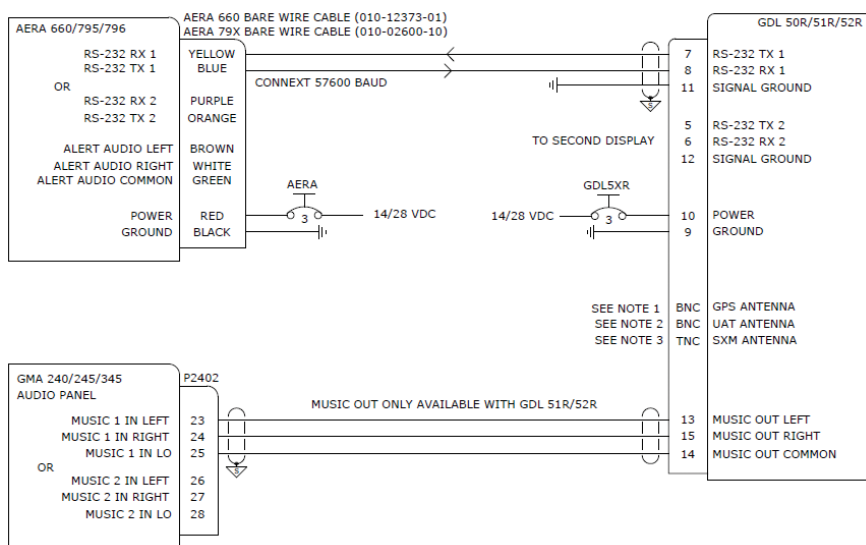 AERA 660/795/796
AERA 660 BARE WIRE CABLE (010-12373-01)
AERA 79X BARE WIRE CABLE (010-02600-10)
GDL 50R/51R/52R
RS-232 RX 1 YELLOW 7 RS-232 TX 1
RS-232 TX 1 BLUE 8 RS-232 RX 1
OR CONNEXT 57600 BAUD 11 SIGNAL GROUND
S
RS-232 RX 2 PURPLE
RS-232 TX 2 ORANGE
5 RS-232 TX 2
TO SECOND DISPLAY 6 RS-232 RX 2
12 SIGNAL GROUND
ALERT AUDIO LEFT BROWN
ALERT AUDIO RIGHT WHITE
ALERT AUDIO COMMON GREEN
AERA GDL5XR
POWER RED 3 14/28 VDC 14/28 VDC 3 10 POWER
GROUND BLACK 9 GROUND
SEE NOTE 1 BNC GPS ANTENNA
SEE NOTE 2 BNC UAT ANTENNA
SEE NOTE 3 TNC SXM ANTENNA
GMA 240/245/345 P2402
AUDIO PANEL
MUSIC OUT ONLY AVAILABLE WITH GDL 51R/52R
MUSIC 1 IN LEFT 23 13 MUSIC OUT LEFT
MUSIC 1 IN RIGHT 24 15 MUSIC OUT RIGHT
MUSIC 1 IN LO 25 14 MUSIC OUT COMMON
OR S
MUSIC 2 IN LEFT 26
MUSIC 2 IN RIGHT 27
MUSIC 2 IN LO 28